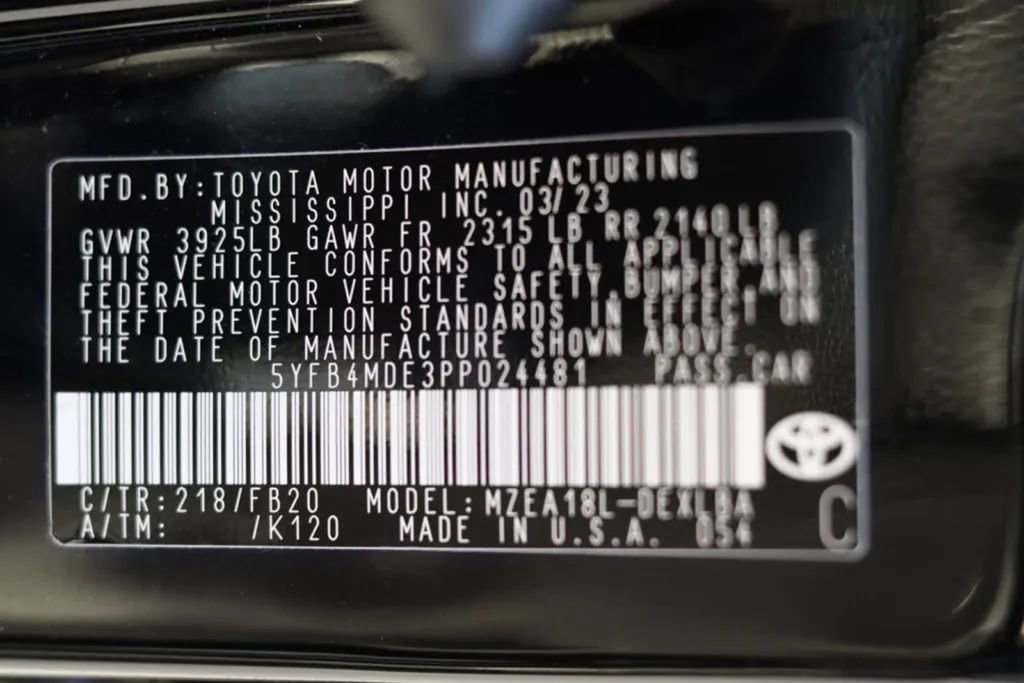 MFD.BY:TOYOTA MOTOR MANUFACTURING
MISSISSIPPI INC. 03/23
GVWR 3925LB GAWR FR 2315 LB RR 2140LB
THIS VEHICLE CONFORMS TO ALL APPLICABLE
FEDERAL MOTOR VEHICLE SAFETY,BUMPER,AND
THEFT PREVENTION STANDARDS IN EFFECT ON
THE DATE OF MANUFACTURE SHOWN ABOVE.
5YFB4MDE3PP024481 PASS.CAR
C/TR:218/FB20 MODEL:MZEA18L-DEXLBA
A/TM: /K120 MADE IN U.S.A. 054
C